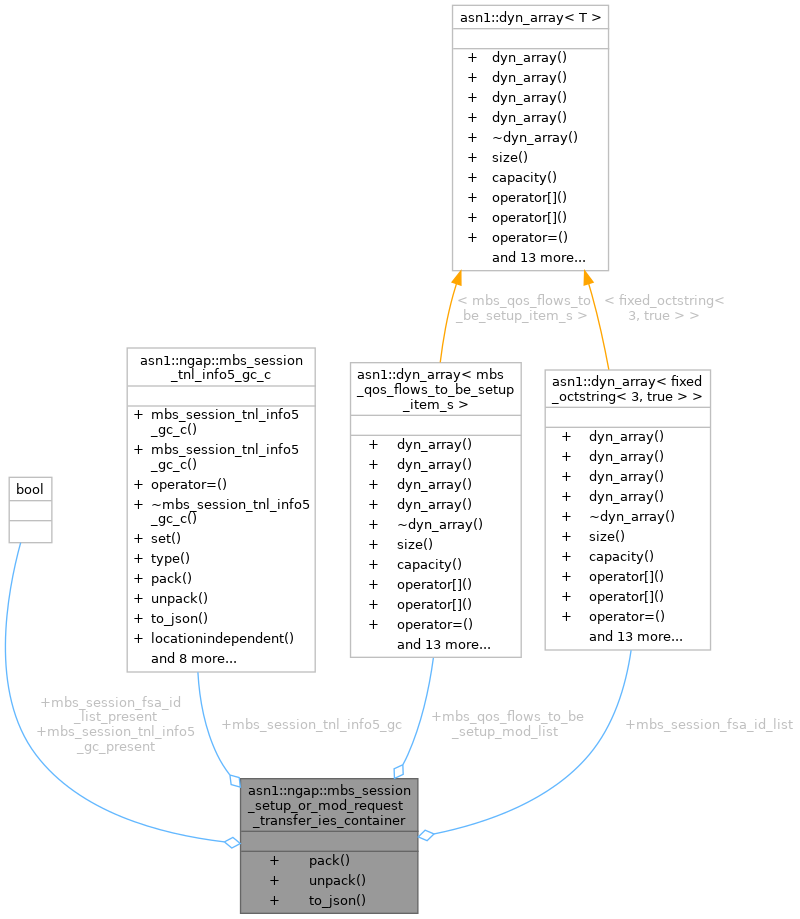 asn1::dyn_array< T >
+ dyn_array()
+ dyn_array()
+ dyn_array()
+ dyn_array()
+ ~dyn_array()
+ size()
+ capacity()
+ operator[]()
+ operator[]()
+ operator=()
and 13 more...
< mbs_qos_flows_to
_be_setup_item_s >
< fixed_octstring<
3, true > >
asn1::ngap::mbs_session
_tnl_info5_gc_c
+ mbs_session_tnl_info5
_gc_c()
+ mbs_session_tnl_info5
_gc_c()
+ operator=()
+ ~mbs_session_tnl_info5
_gc_c()
+ set()
+ type()
+ pack()
+ unpack()
+ to_json()
+ locationindependent()
and 8 more...
asn1::dyn_array< mbs
_qos_flows_to_be_setup
_item_s >
+ dyn_array()
+ dyn_array()
+ dyn_array()
+ dyn_array()
+ ~dyn_array()
+ size()
+ capacity()
+ operator[]()
+ operator[]()
+ operator=()
and 13 more...
asn1::dyn_array< fixed
_octstring< 3, true > >
+ dyn_array()
+ dyn_array()
+ dyn_array()
+ dyn_array()
+ ~dyn_array()
+ size()
+ capacity()
+ operator[]()
+ operator[]()
+ operator=()
and 13 more...
bool
+mbs_session_fsa_id
_list_present
+mbs_session_tnl_info5
_gc_present
+mbs_session_tnl_info5_gc
+mbs_qos_flows_to_be
_setup_mod_list
+mbs_session_fsa_id_list
asn1::ngap::mbs_session
_setup_or_mod_request
_transfer_ies_container
+ pack()
+ unpack()
+ to_json()